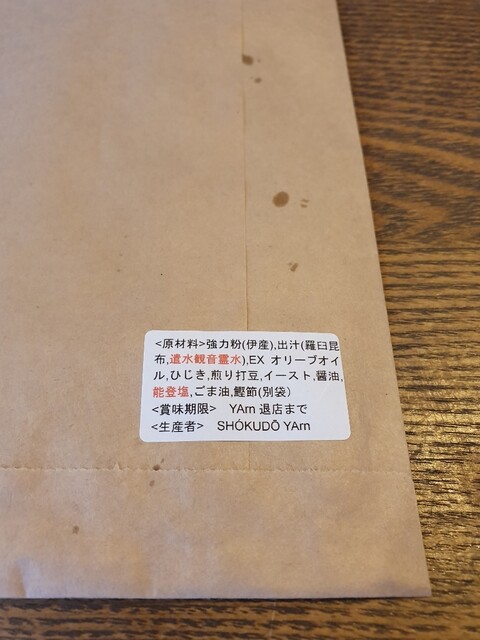 <原材料>強力粉(伊産),出汁(羅臼昆
布,遣水観音霊水),EX オリーブオイ
ル,ひじき,煎り打豆,イースト,醤油,
能登塩,ごま油,鰹節(別袋)
<賞味期限> YArn 退店まで
<生産者> SHŌKUDŌ YArn